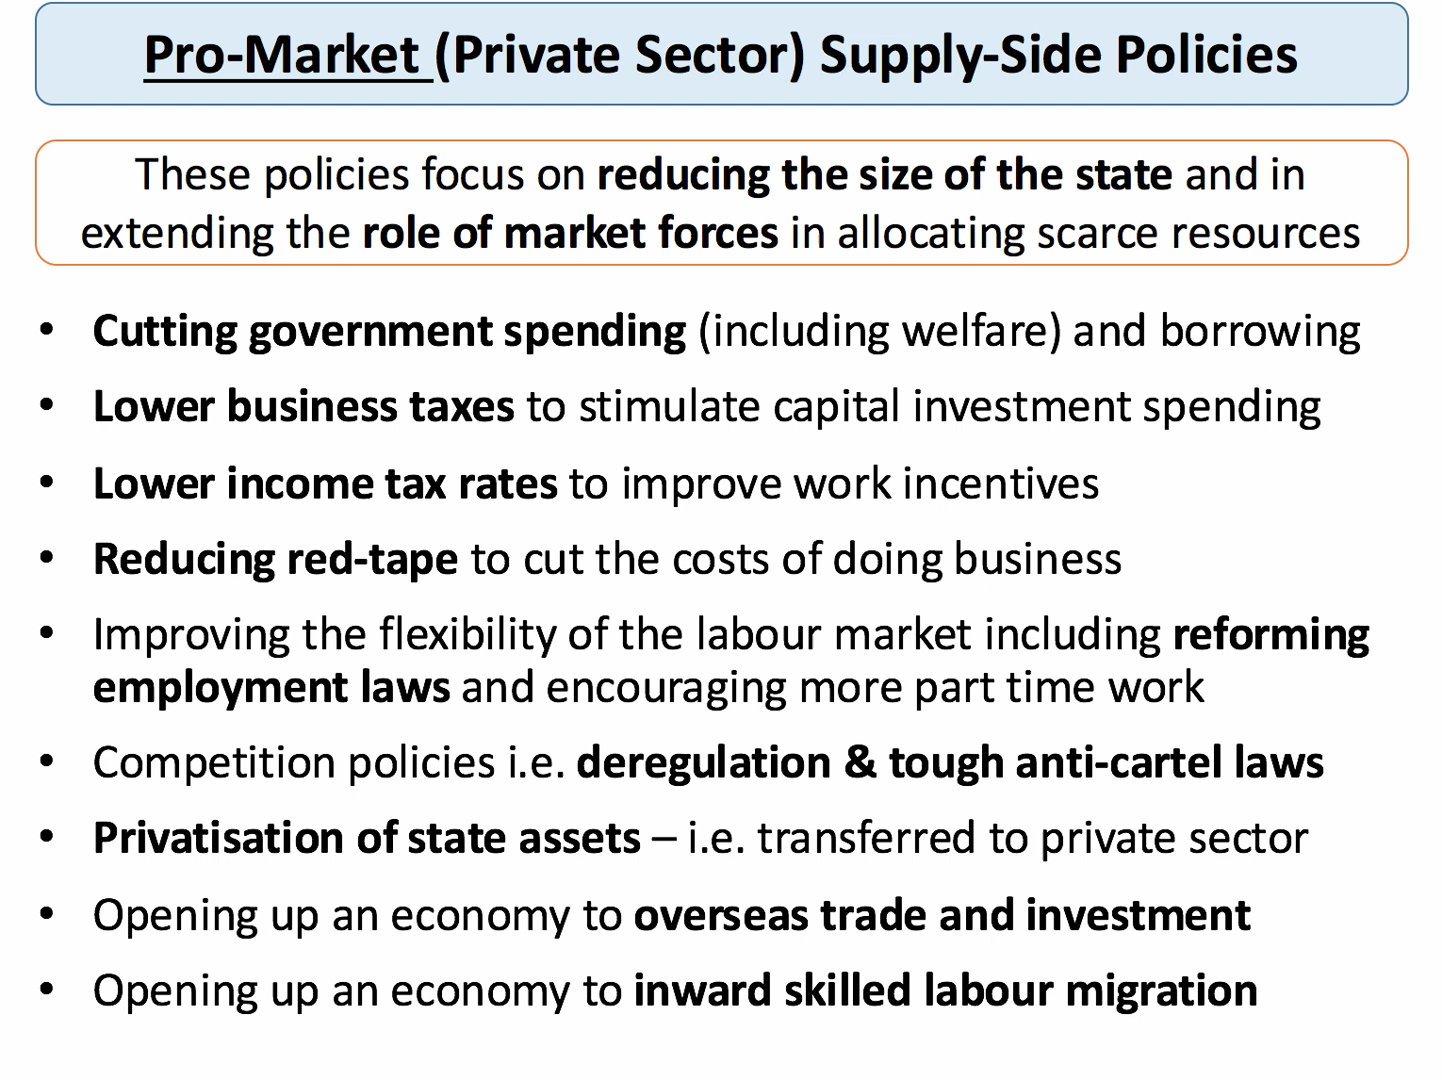 Pro-Market (Private Sector) Supply-Side Policies
These policies focus on reducing the size of the state and in
extending the role of market forces in allocating scarce resources
• Cutting government spending (including welfare) and borrowing
• Lower business taxes to stimulate capital investment spending
• Lower income tax rates to improve work incentives
• Reducing red-tape to cut the costs of doing business
• Improving the flexibility of the labour market including reforming
employment laws and encouraging more part time work
• Competition policies i.e. deregulation & tough anti-cartel laws
• Privatisation of state assets – i.e. transferred to private sector
• Opening up an economy to overseas trade and investment
• Opening up an economy to inward skilled labour migration